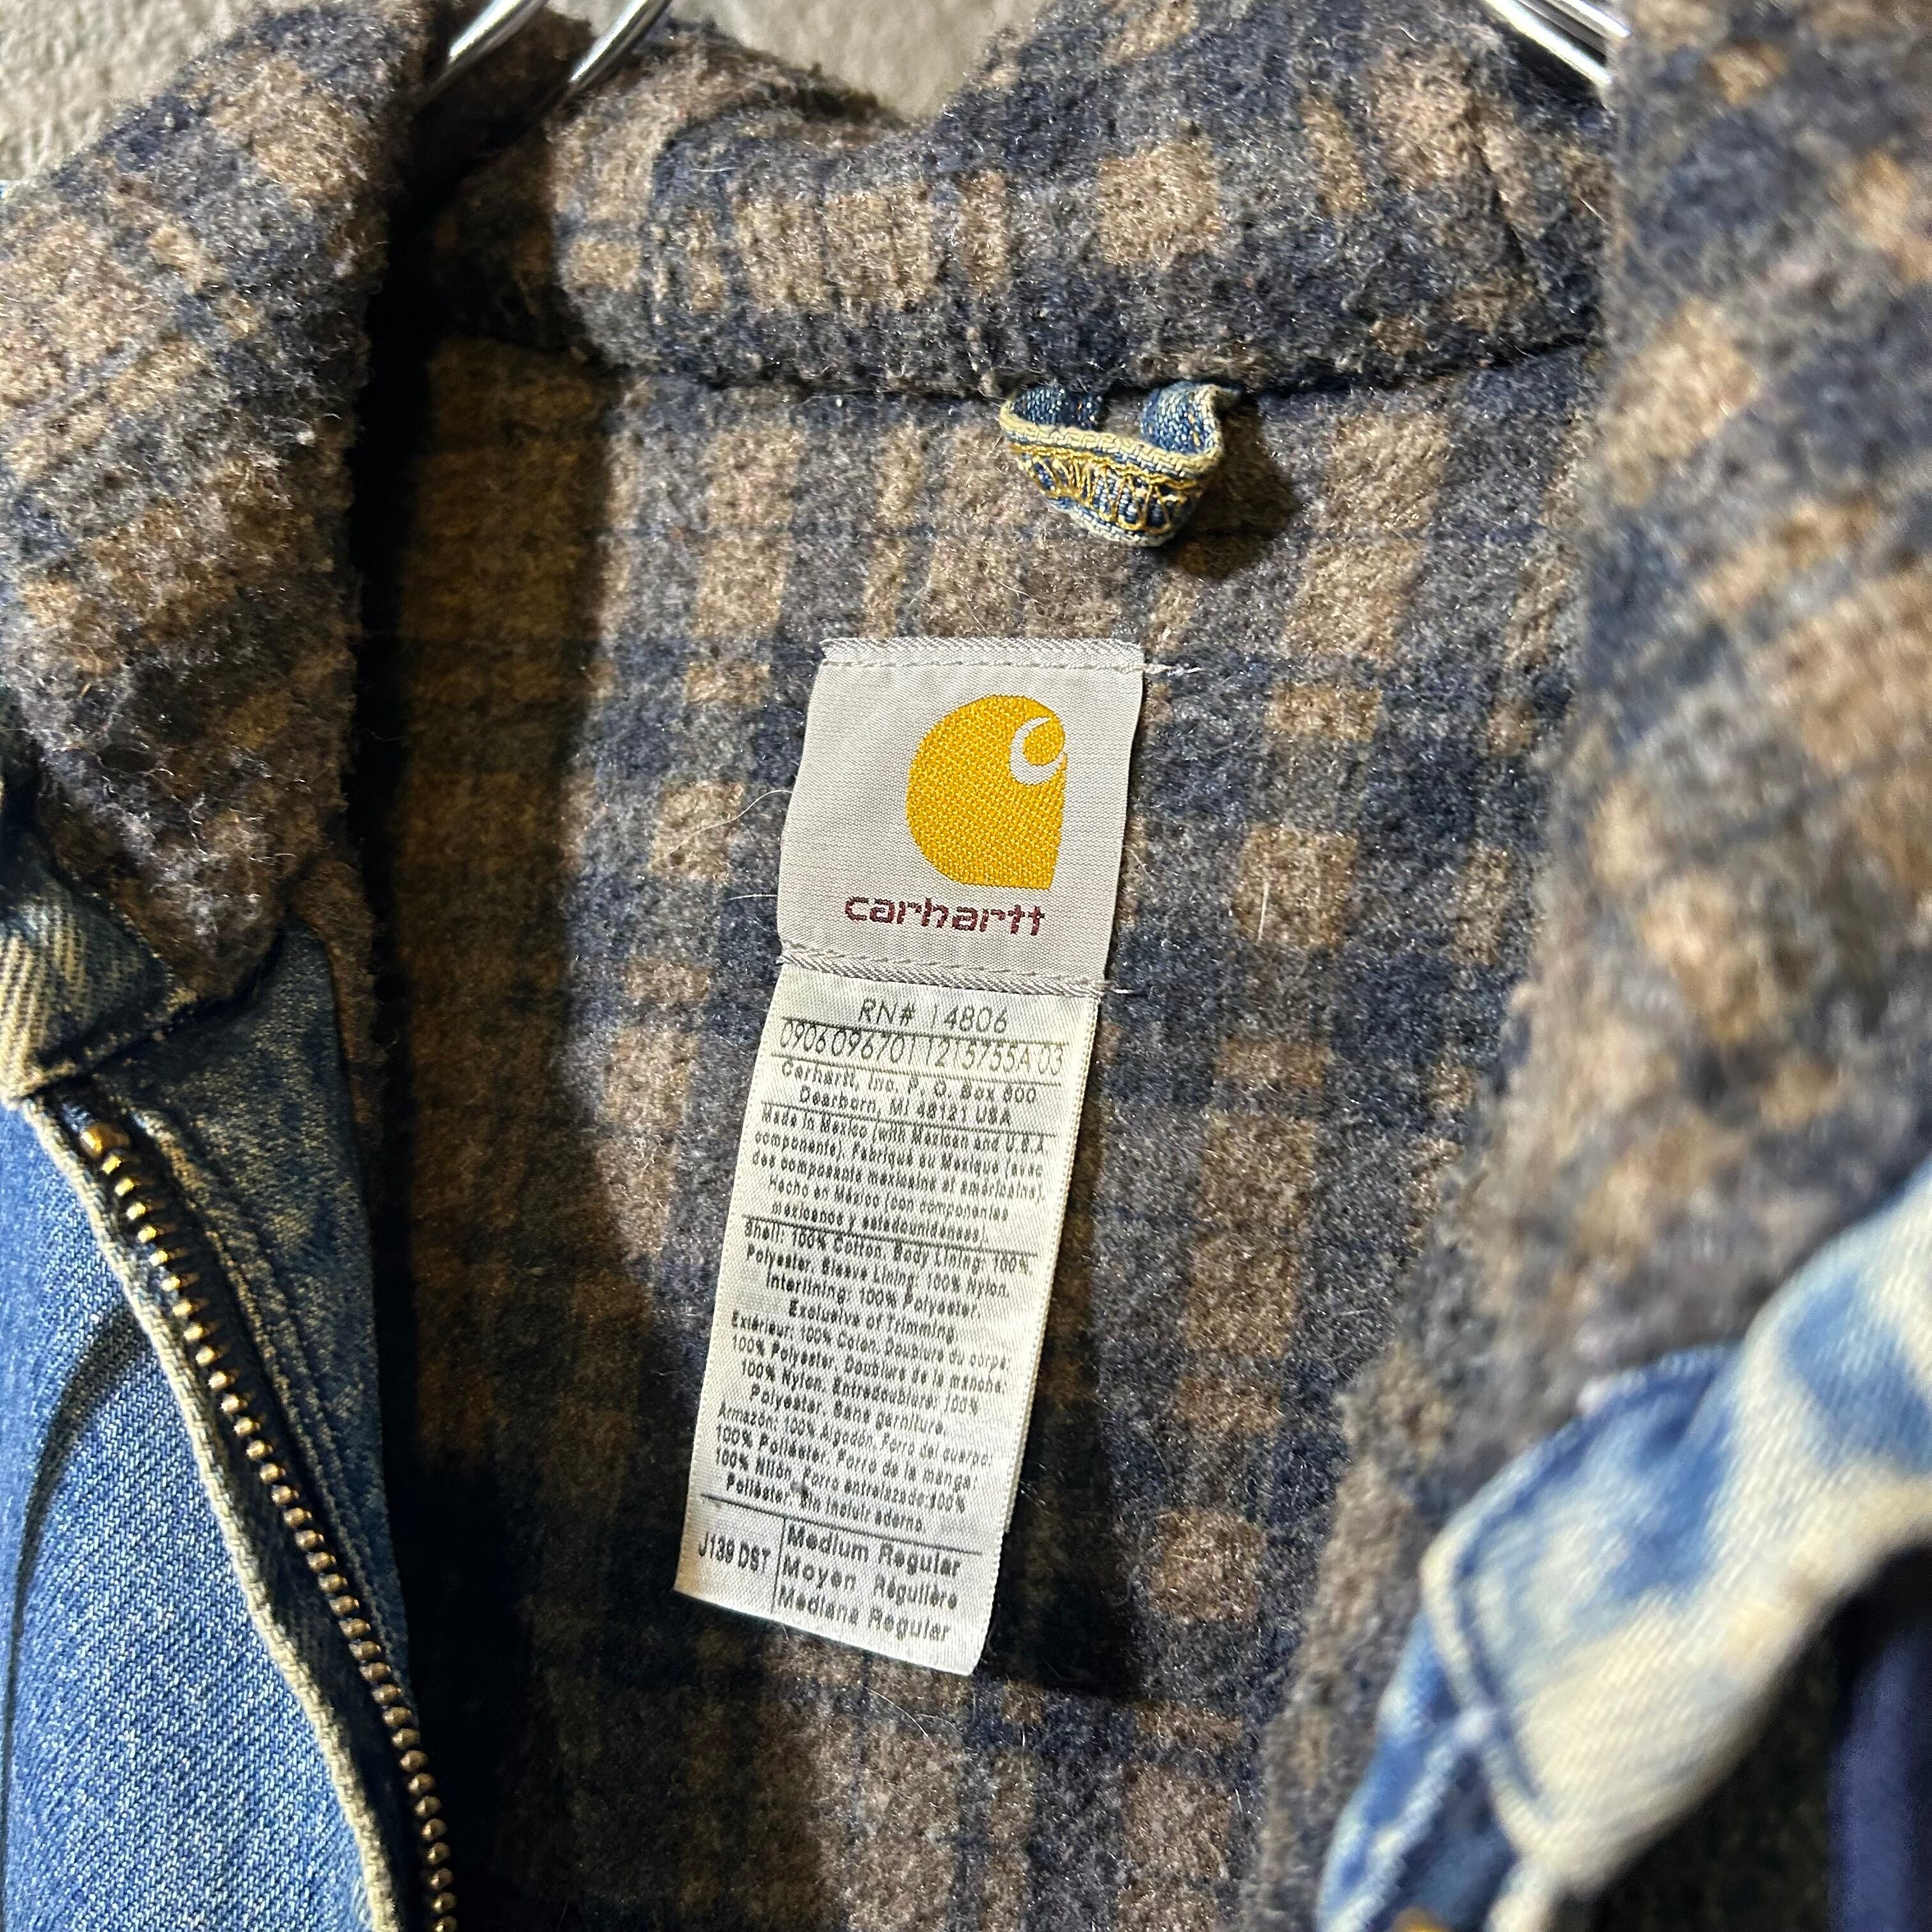 carhartt
RN# 14806
09060967011215755A 03
Carhartt, Inc. P. O. Box 600
Dearborn, MI 48121 USA
Made in Mexico (with Mexican and U.S.A.
components). Fabriqué au Mexique (avec
des composants mexicains et américains).
Hecho en México (con componentes
mexicanos y estadounidenses).
Shell: 100% Cotton. Body Lining: 100%
Polyester. Sleeve Lining: 100% Nylon.
Interlining: 100% Polyester.
Exclusive of Trimming.
Extérieur: 100% Coton. Doublure du corps:
100% Polyester. Doublure de la manche:
100% Nylon. Entredoublure: 100%
Polyester. Sans garniture.
Armazón: 100% Algodón. Forro del cuerpo:
100% Poliéster. Forro de la manga:
100% Nilón. Forro entrelazado: 100%
Poliéster. Sin incluir adorno.
J139 DST
Medium Regular
Moyen Régulière
Mediana Regular